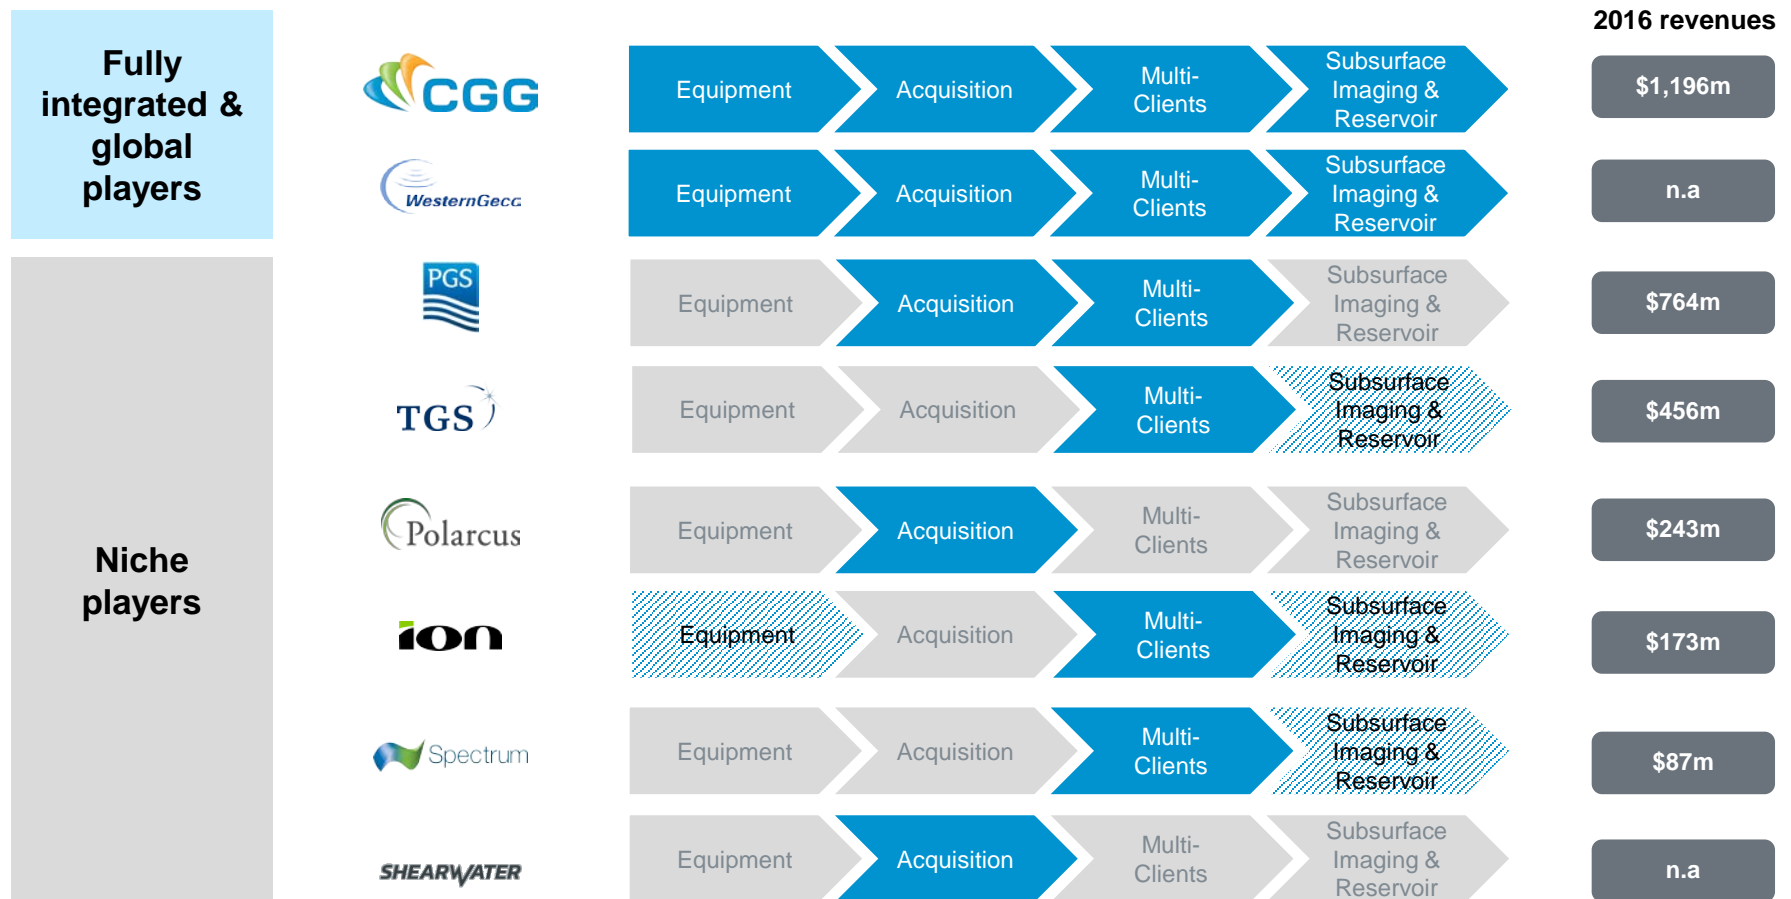 2016 revenues
Fully
integrated &
global
players
CGG
Equipment
Acquisition
Multi-
Clients
Subsurface
Imaging &
Reservoir
$1,196m
WesternGeco
Equipment
Acquisition
Multi-
Clients
Subsurface
Imaging &
Reservoir
n.a
Niche
players
PGS
Equipment
Acquisition
Multi-
Clients
Subsurface
Imaging &
Reservoir
$764m
TGS
Equipment
Acquisition
Multi-
Clients
Subsurface
Imaging &
Reservoir
$456m
Polarcus
Equipment
Acquisition
Multi-
Clients
Subsurface
Imaging &
Reservoir
$243m
ion
Equipment
Acquisition
Multi-
Clients
Subsurface
Imaging &
Reservoir
$173m
Spectrum
Equipment
Acquisition
Multi-
Clients
Subsurface
Imaging &
Reservoir
$87m
SHEARWATER
Equipment
Acquisition
Multi-
Clients
Subsurface
Imaging &
Reservoir
n.a